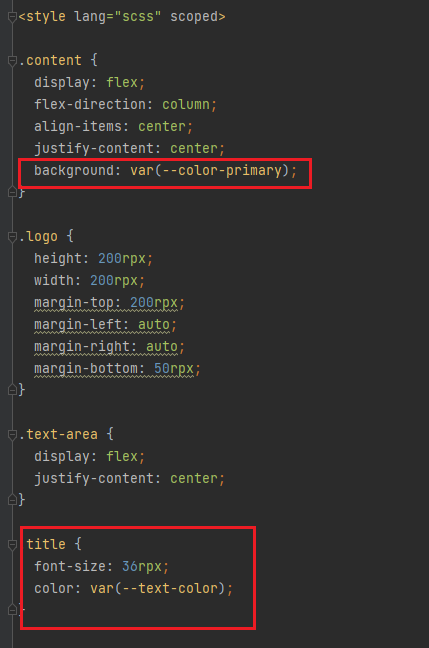 <style lang="scss" scoped>
.content {
display: flex;
flex-direction: column;
align-items: center;
justify-content: center;
background: var(--color-primary);
}
.logo {
height: 200rpx;
width: 200rpx;
margin-top: 200rpx;
margin-left: auto;
margin-right: auto;
margin-bottom: 50rpx;
}
.text-area {
display: flex;
justify-content: center;
}
title {
font-size: 36rpx;
color: var(--text-color);
}